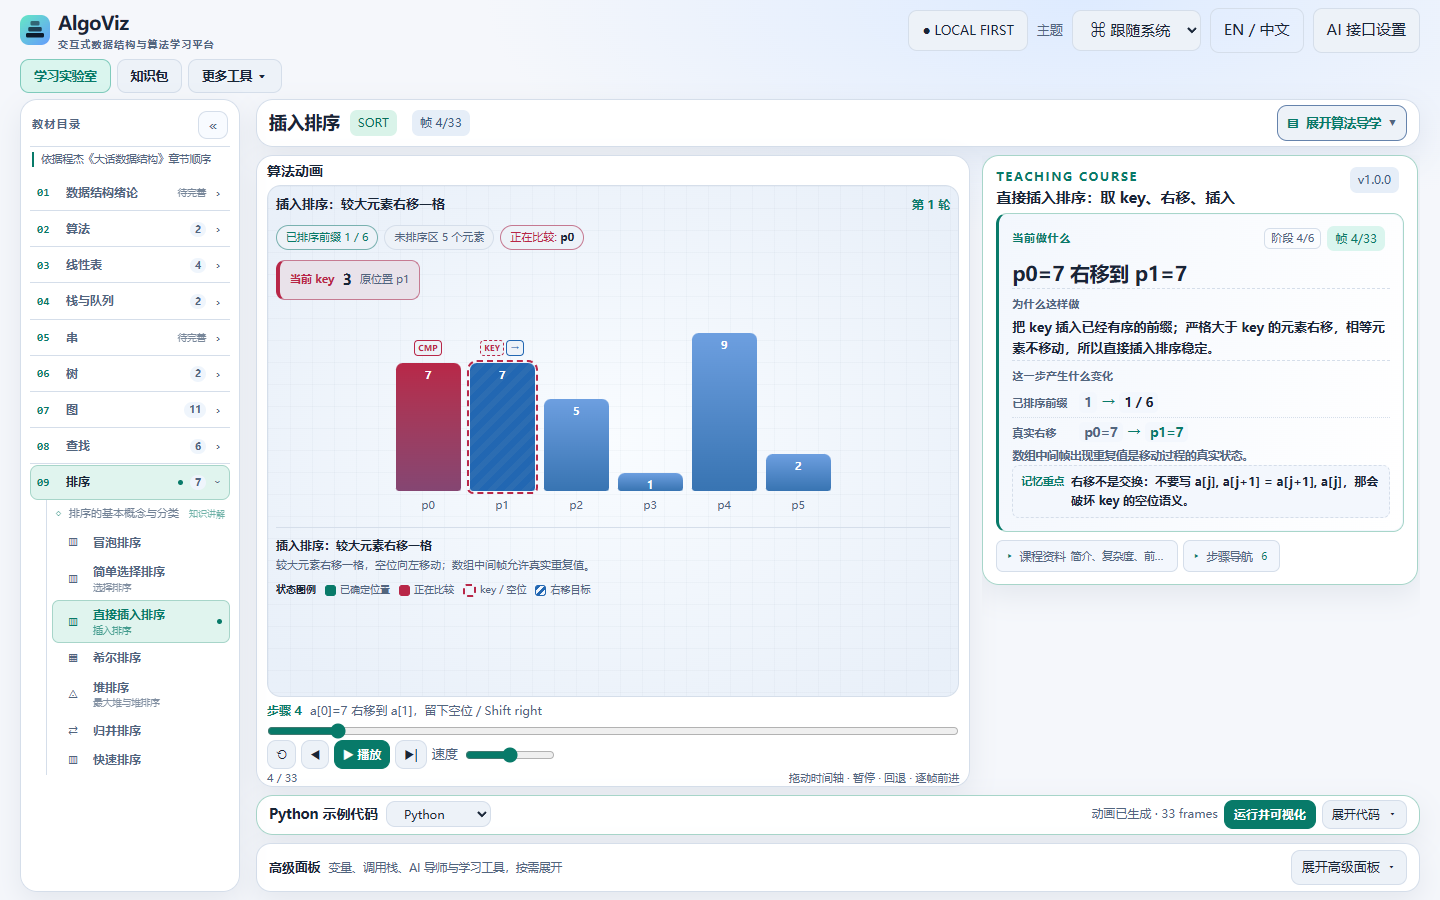 AlgoViz
交互式数据结构与算法学习平台
● LOCAL FIRST
主题
⌘ 跟随系统
EN / 中文
AI 接口设置
学习实验室
知识包
更多工具
教材目录
«
依据程杰《大话数据结构》章节顺序
01 数据结构绪论 待完善 ›
02 算法 2 ›
03 线性表 4 ›
04 栈与队列 2 ›
05 串 待完善 ›
06 树 2 ›
07 图 11 ›
08 查找 6 ›
09 排序 7
排序的基本概念与分类 知识讲解
冒泡排序
简单选择排序
选择排序
直接插入排序
插入排序
希尔排序
堆排序
最大堆与堆排序
归并排序
快速排序
插入排序 SORT 帧 4/33
展开算法导学 ▼
算法动画
插入排序：较大元素右移一格
第 1 轮
已排序前缀 1 / 6
未排序区 5 个元素
正在比较: p0
当前 key 3 原位置 p1
CMP
KEY →
7
7
5
1
9
2
p0
p1
p2
p3
p4
p5
插入排序：较大元素右移一格
较大元素右移一格，空位向左移动；数组中间帧允许真实重复值。
状态图例 已确定位置 正在比较 key / 空位 右移目标
步骤 4 a[0]=7 右移到 a[1]，留下空位 / Shift right
▶ 播放
速度
4 / 33
拖动时间轴 · 暂停 · 回退 · 逐帧前进
TEACHING COURSE
v1.0.0
直接插入排序：取 key、右移、插入
当前做什么
阶段 4/6
帧 4/33
p0=7 右移到 p1=7
为什么这样做
把 key 插入已经有序的前缀；严格大于 key 的元素右移，相等元
素不移动，所以直接插入排序稳定。
这一步产生什么变化
已排序前缀 1 → 1 / 6
真实右移 p0=7 → p1=7
数组中间帧出现重复值是移动过程的真实状态。
记忆重点 右移不是交换：不要写 a[j], a[j+1] = a[j+1], a[j]，那会
破坏 key 的空位语义。
课程资料 简介、复杂度、前...
步骤导航 6
Python 示例代码
Python
动画已生成 · 33 frames
运行并可视化
展开代码
高级面板 变量、调用栈、AI 导师与学习工具，按需展开
展开高级面板